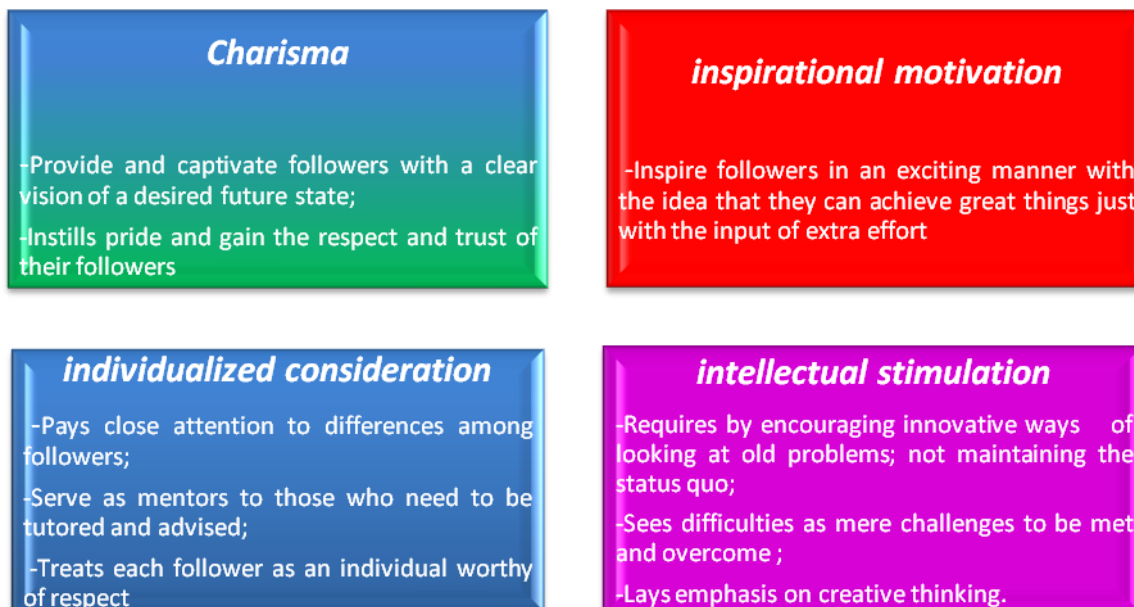 Charisma
-Provide and captivate followers with a clear
vision of a desired future state;
-Instills pride and gain the respect and trust of
their followers
inspirational motivation
-Inspire followers in an exciting manner with
the idea that they can achieve great things just
with the input of extra effort
individualized consideration
-Pays close attention to differences among
followers;
-Serve as mentors to those who need to be
tutored and advised;
-Treats each follower as an individual worthy
of respect
intellectual stimulation
-Requires by encouraging innovative ways of
looking at old problems; not maintaining the
status quo;
-Sees difficulties as mere challenges to be met
and overcome ;
-Lays emphasis on creative thinking.